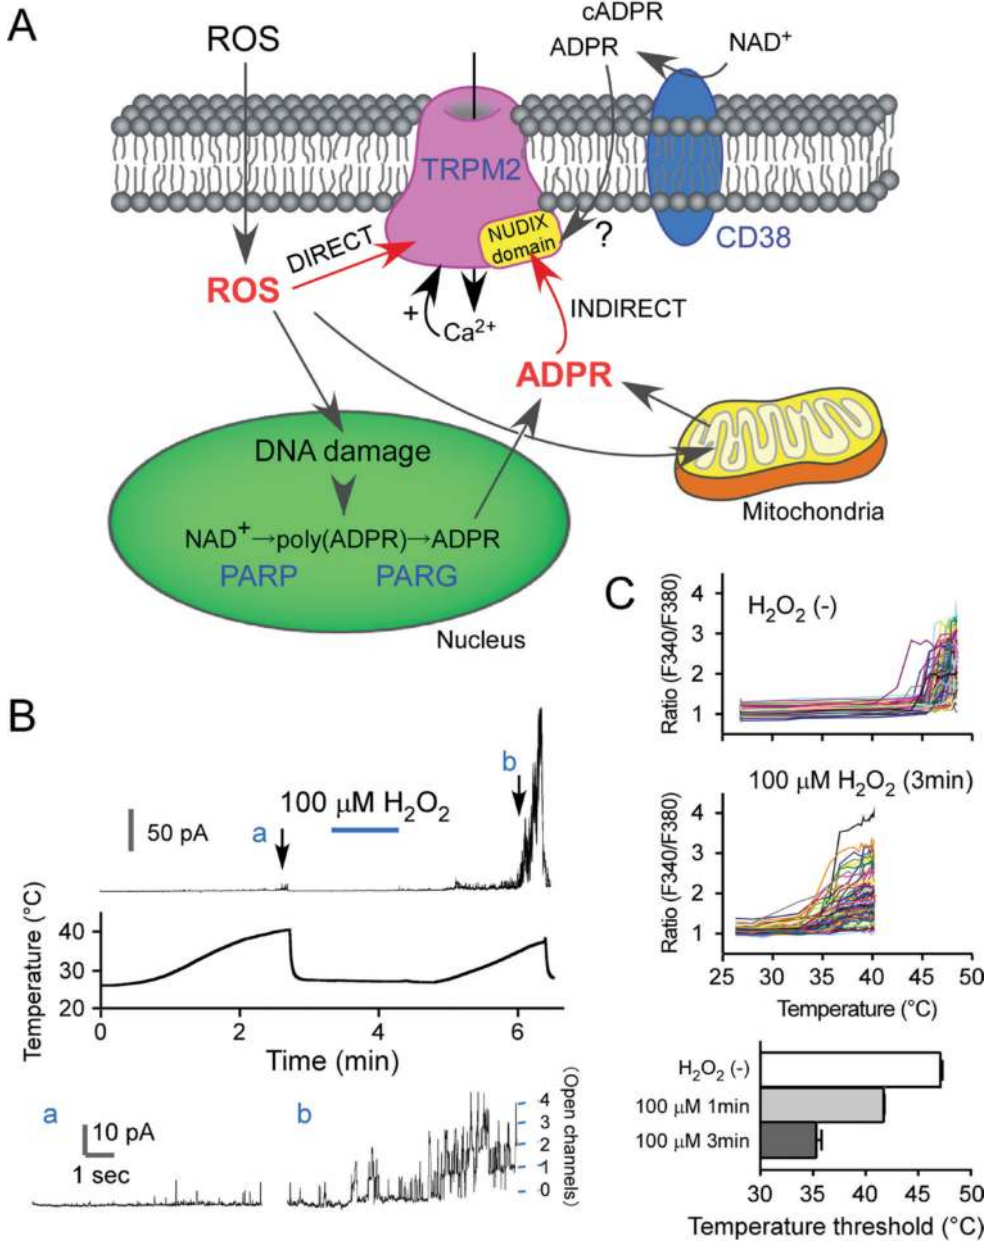 A
ROS
cADPR
ADPR
NAD⁺
TRPM2
NUDIX
domain
?
CD38
DIRECT
ROS
+
Ca²⁺
INDIRECT
ADPR
DNA damage
NAD⁺→poly(ADPR)→ADPR
PARP
PARG
Nucleus
Mitochondria
B
50 pA
a
100 μM H₂O₂
b
Temperature (°C)
40
30
20
0
2
4
6
Time (min)
a
10 pA
1 sec
b
4
3
2
1
0
(Open channels)
C
H₂O₂ (-)
Ratio (F340/F380)
4
3
2
1
100 μM H₂O₂ (3min)
Ratio (F340/F380)
4
3
2
1
25
25
30
35
40
45
50
Temperature (°C)
H₂O₂ (-)
100 μM 1min
100 μM 3min
30
35
40
45
50
Temperature threshold (°C)